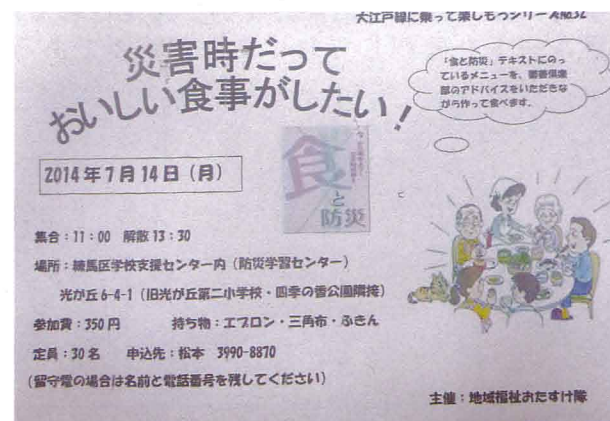 大江戸線に乗って楽しもうシリーズNo.32
災害時だって
おいしい食事がしたい！
「食と防災」テキストにのっ
ているメニューを、
部のアドバイスをいただきな
がら作って食べます。
2014年7月14日（月）
食
と
防災
集合：11：00　解散13：30
場所：練馬区学校支援センター内（防災学習センター）
光が丘6-4-1（旧光が丘第二小学校・四季の香公園隣接）
参加費：350円　持ち物：エプロン・三角布・ふきん
定員：30名　申込先：松本　3990-8870
（留守電の場合は名前と電話番号を残してください）
主催：地域福祉おたすけ隊